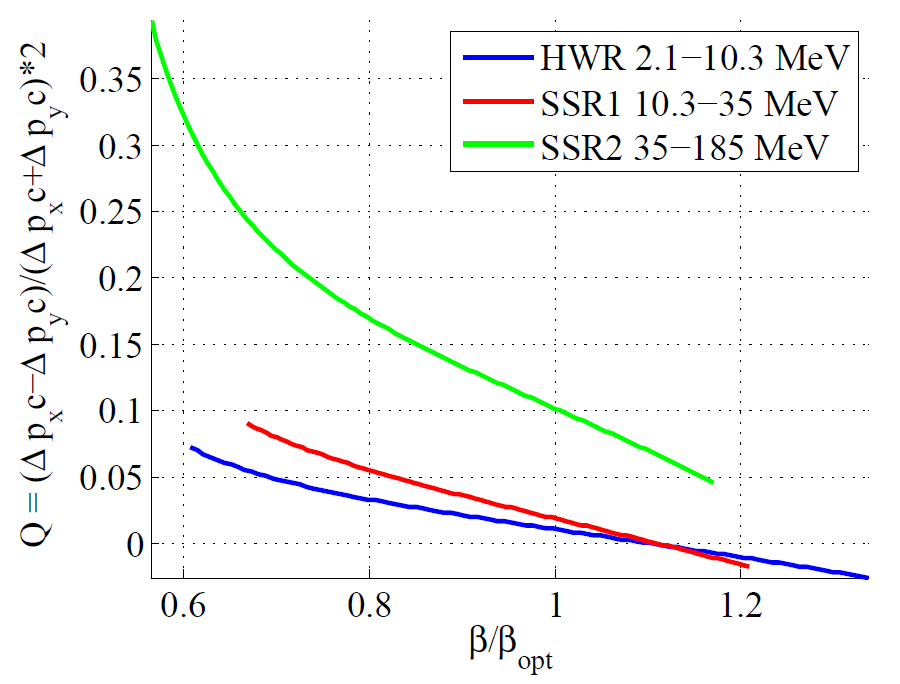 Q = (Δ pₓc−Δ p_y c)/(Δ pₓc+Δ p_y c)*2
0.35
0.3
0.25
0.2
0.15
0.1
0.05
0
HWR 2.1−10.3 MeV
SSR1 10.3−35 MeV
SSR2 35−185 MeV
0.6 0.8 1 1.2
β/β_opt